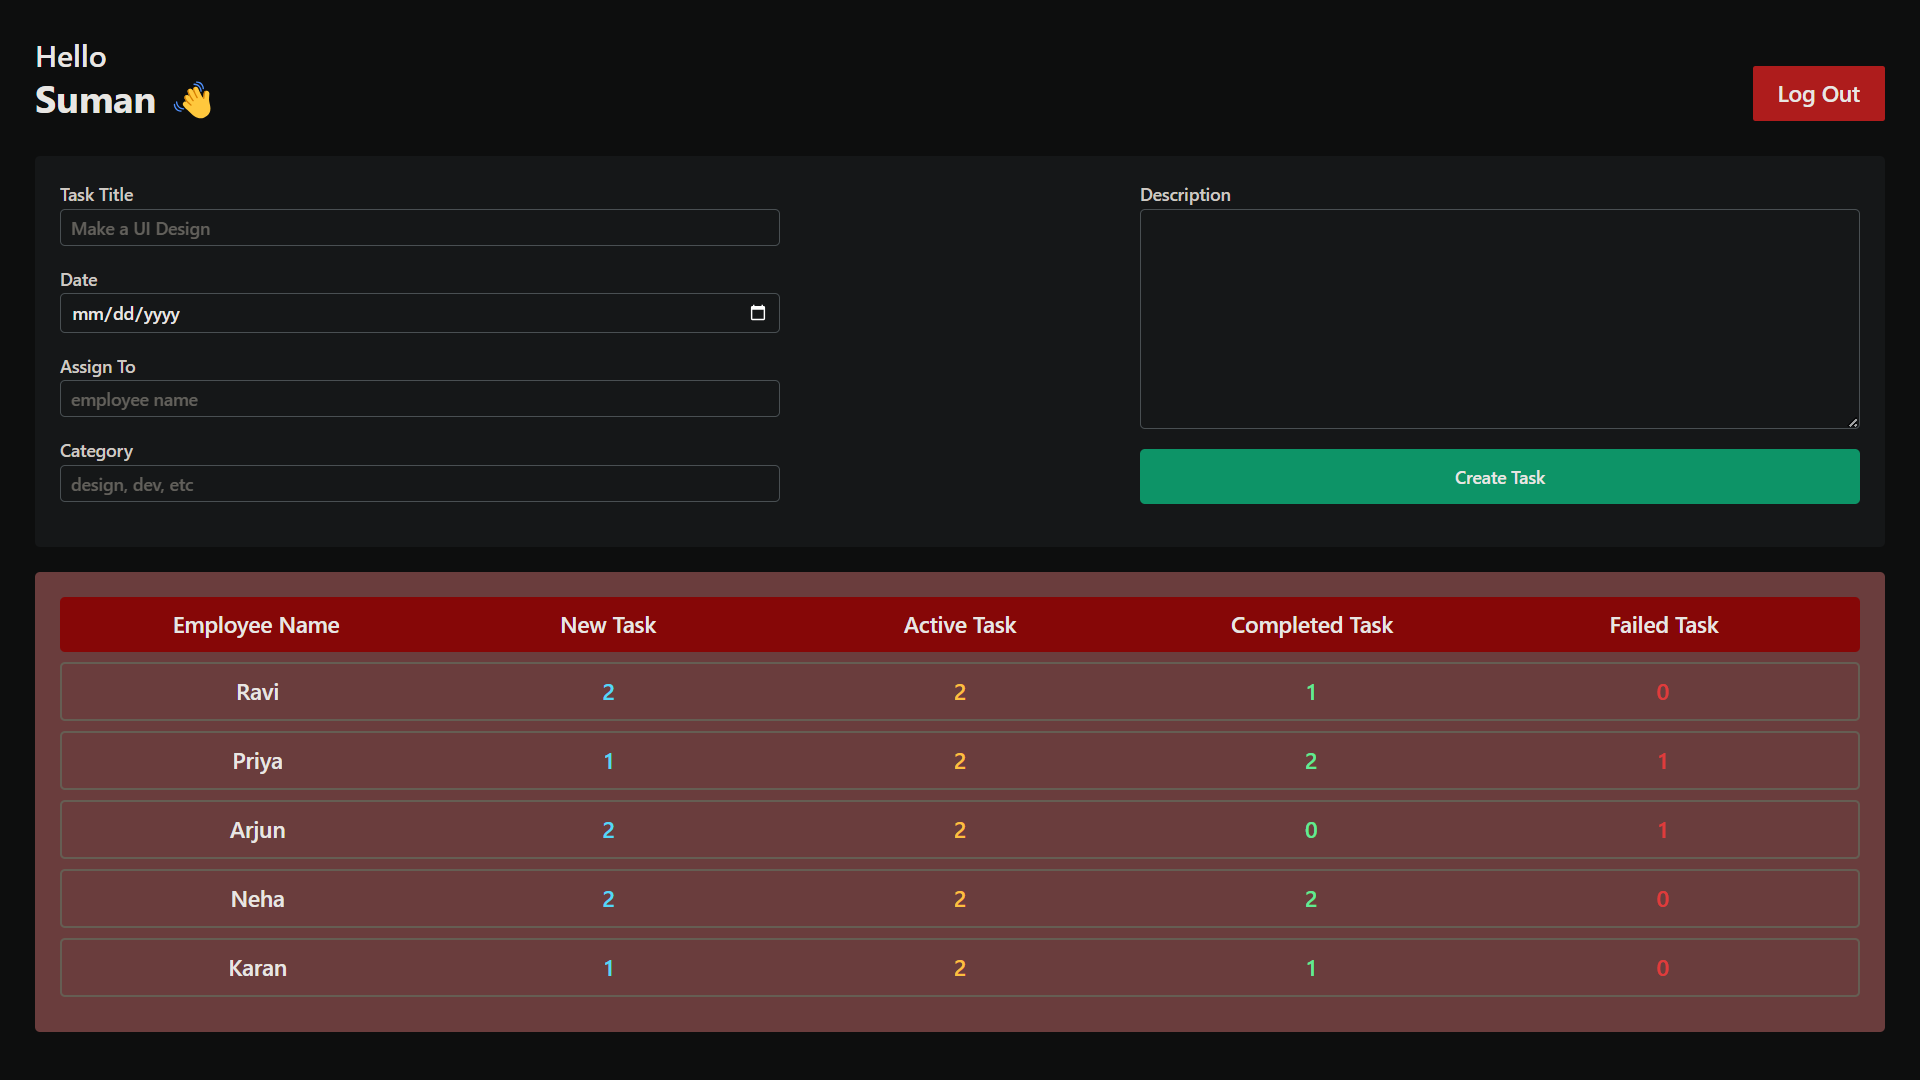 Hello
Suman 👋
Log Out
Task Title
Make a UI Design
Date
mm/dd/yyyy
Assign To
employee name
Category
design, dev, etc
Description
Create Task
Employee Name New Task Active Task Completed Task Failed Task
Ravi 2 2 1 0
Priya 1 2 2 1
Arjun 2 2 0 1
Neha 2 2 2 0
Karan 1 2 1 0